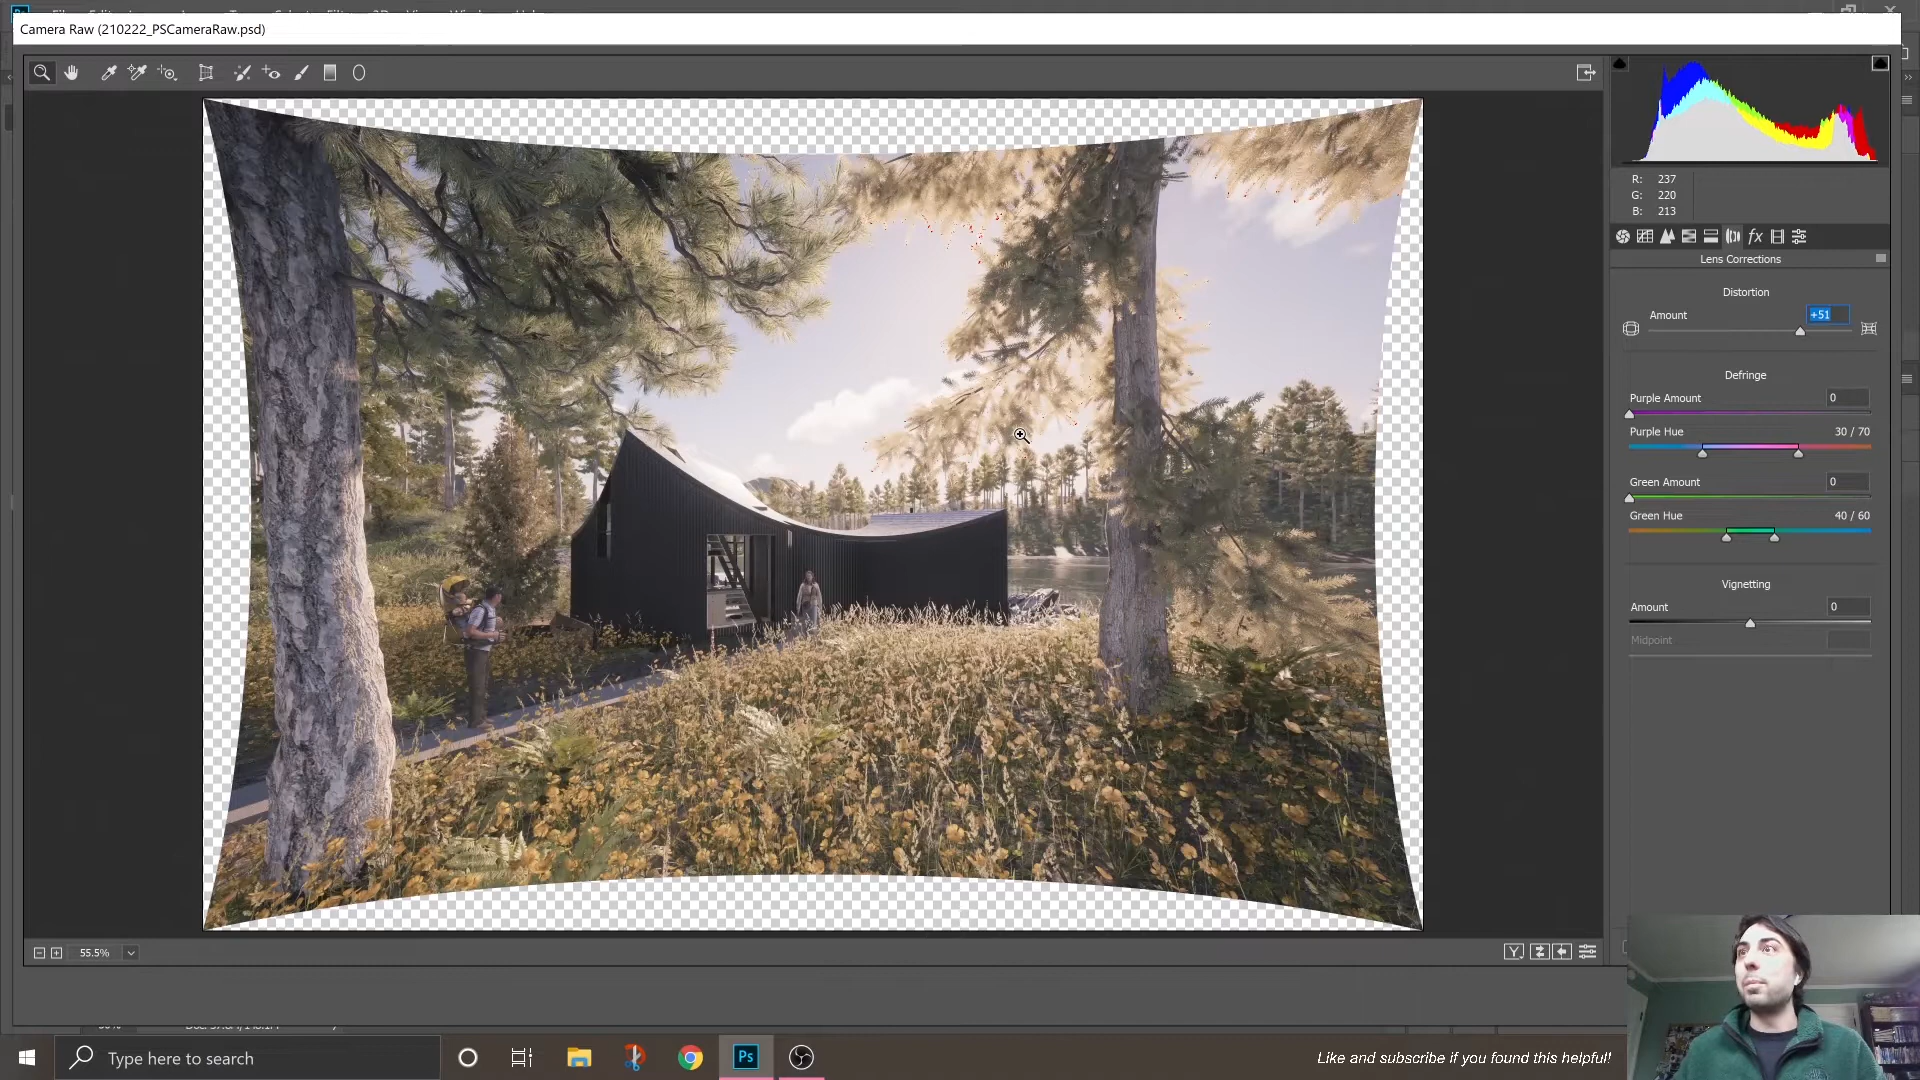 Camera Raw (210222_PSCameraRaw.psd)
R: 237
G: 220
B: 213
fx
Lens Corrections
Distortion
Amount +51
Defringe
Purple Amount 0
Purple Hue 30 / 70
Green Amount 0
Green Hue 40 / 60
Vignetting
Amount 0
Midpoint
Y
55.5%
Type here to search
Ps
Like and subscribe if you found this helpful!